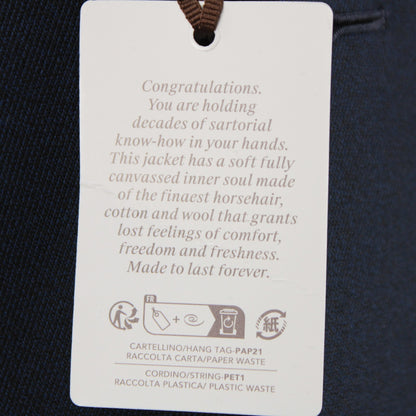 Congratulations.
You are holding
decades of sartorial
know-how in your hands.
This jacket has a soft fully
canvassed inner soul made
of the finaest horsehair,
cotton and wool that grants
lost feelings of comfort,
freedom and freshness.
Made to last forever.
FR
+
紙
CARTELLINO/HANG TAG-PAP21
RACCOLTA CARTA/PAPER WASTE
CORDINO/STRING-PET1
RACCOLTA PLASTICA/ PLASTIC WASTE